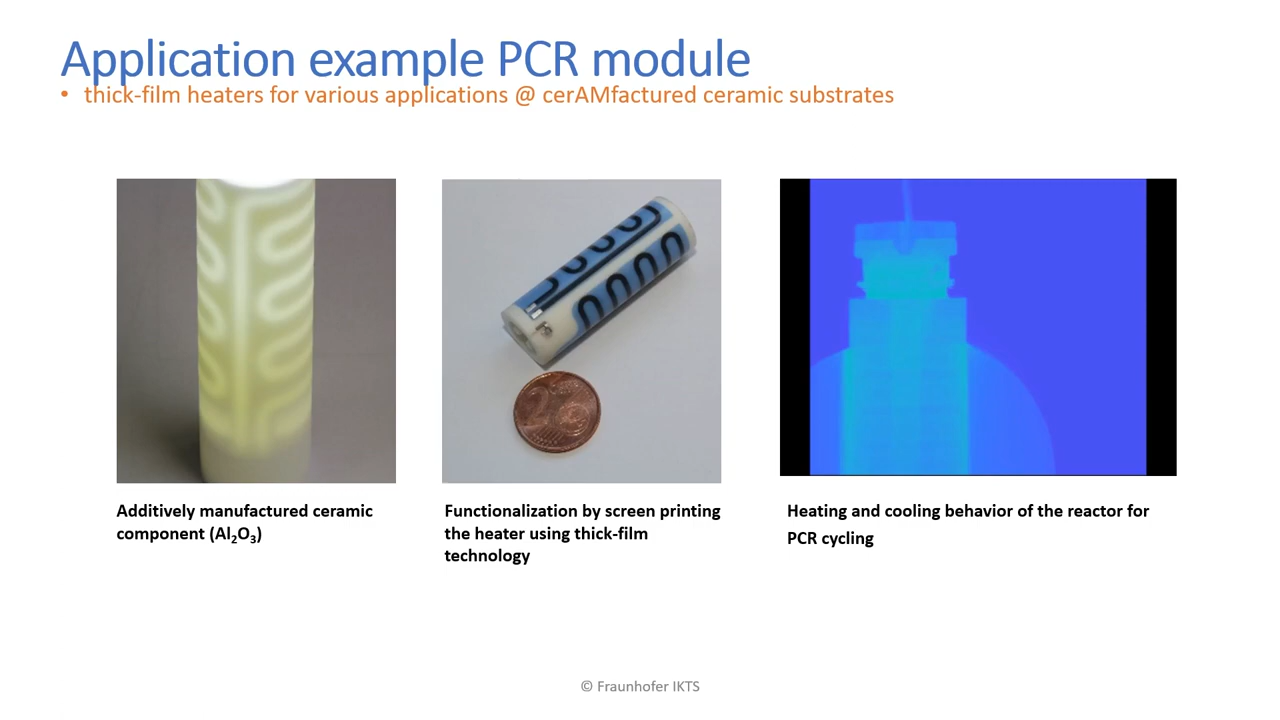 Application example PCR module
• thick-film heaters for various applications @ cerAMfactured ceramic substrates
Additively manufactured ceramic
component (Al₂O₃)
Functionalization by screen printing
the heater using thick-film
technology
Heating and cooling behavior of the reactor for
PCR cycling
2
© Fraunhofer IKTS